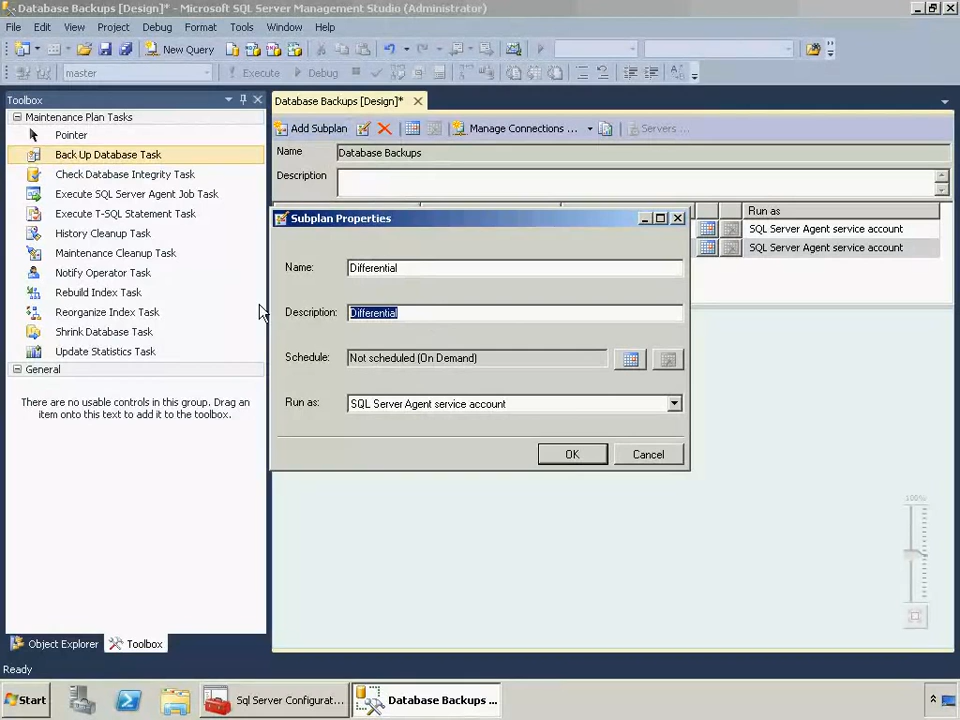 Database Backups [Design]* - Microsoft SQL Server Management Studio (Administrator)
File Edit View Project Debug Tools Window Help
New Query
master Execute Debug
Toolbox
Database Backups [Design]*
Maintenance Plan Tasks
Pointer
Back Up Database Task
Check Database Integrity Task
Execute SQL Server Agent Job Task
Execute T-SQL Statement Task
History Cleanup Task
Maintenance Cleanup Task
Notify Operator Task
Rebuild Index Task
Reorganize Index Task
Shrink Database Task
Update Statistics Task
General
There are no usable controls in this group. Drag an
item onto this text to add it to the toolbox.
Add Subplan Manage Connections ... Servers ...
Name Database Backups
Description
Run as
SQL Server Agent service account
SQL Server Agent service account
Subplan Properties
Name: Differential
Description: Differential
Schedule: Not scheduled (On Demand)
Run as: SQL Server Agent service account
OK Cancel
100%
Object Explorer Toolbox
Ready
Start Sql Server Configurat... Database Backups ...